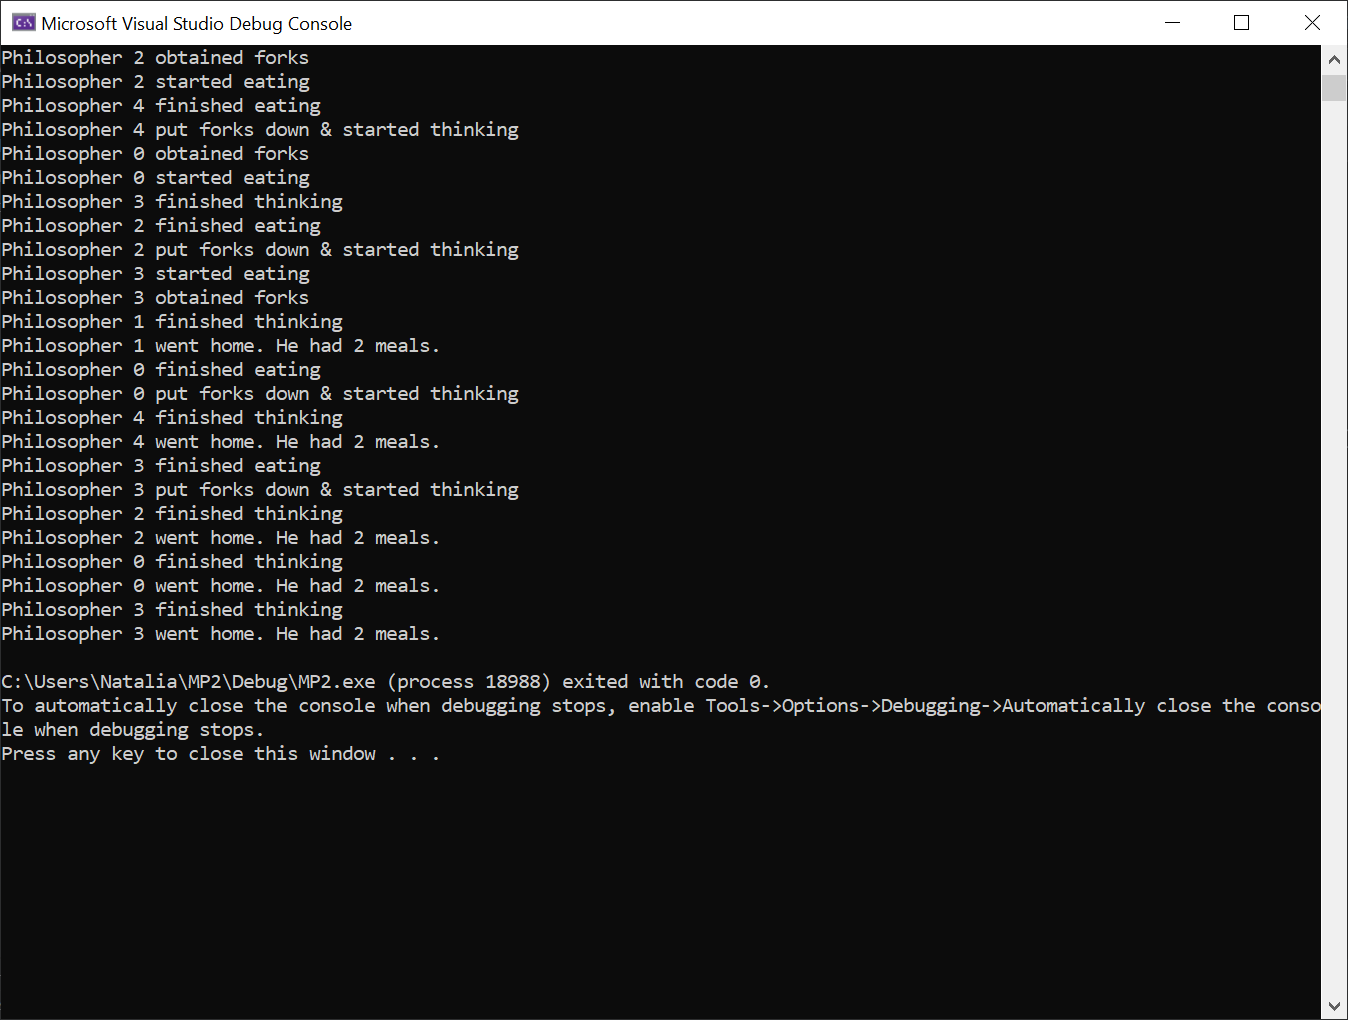 Microsoft Visual Studio Debug Console
Philosopher 2 obtained forks
Philosopher 2 started eating
Philosopher 4 finished eating
Philosopher 4 put forks down & started thinking
Philosopher 0 obtained forks
Philosopher 0 started eating
Philosopher 3 finished thinking
Philosopher 2 finished eating
Philosopher 2 put forks down & started thinking
Philosopher 3 started eating
Philosopher 3 obtained forks
Philosopher 1 finished thinking
Philosopher 1 went home. He had 2 meals.
Philosopher 0 finished eating
Philosopher 0 put forks down & started thinking
Philosopher 4 finished thinking
Philosopher 4 went home. He had 2 meals.
Philosopher 3 finished eating
Philosopher 3 put forks down & started thinking
Philosopher 2 finished thinking
Philosopher 2 went home. He had 2 meals.
Philosopher 0 finished thinking
Philosopher 0 went home. He had 2 meals.
Philosopher 3 finished thinking
Philosopher 3 went home. He had 2 meals.
C:\Users\Natalia\MP2\Debug\MP2.exe (process 18988) exited with code 0.
To automatically close the console when debugging stops, enable Tools->Options->Debugging->Automatically close the conso
le when debugging stops.
Press any key to close this window . . .